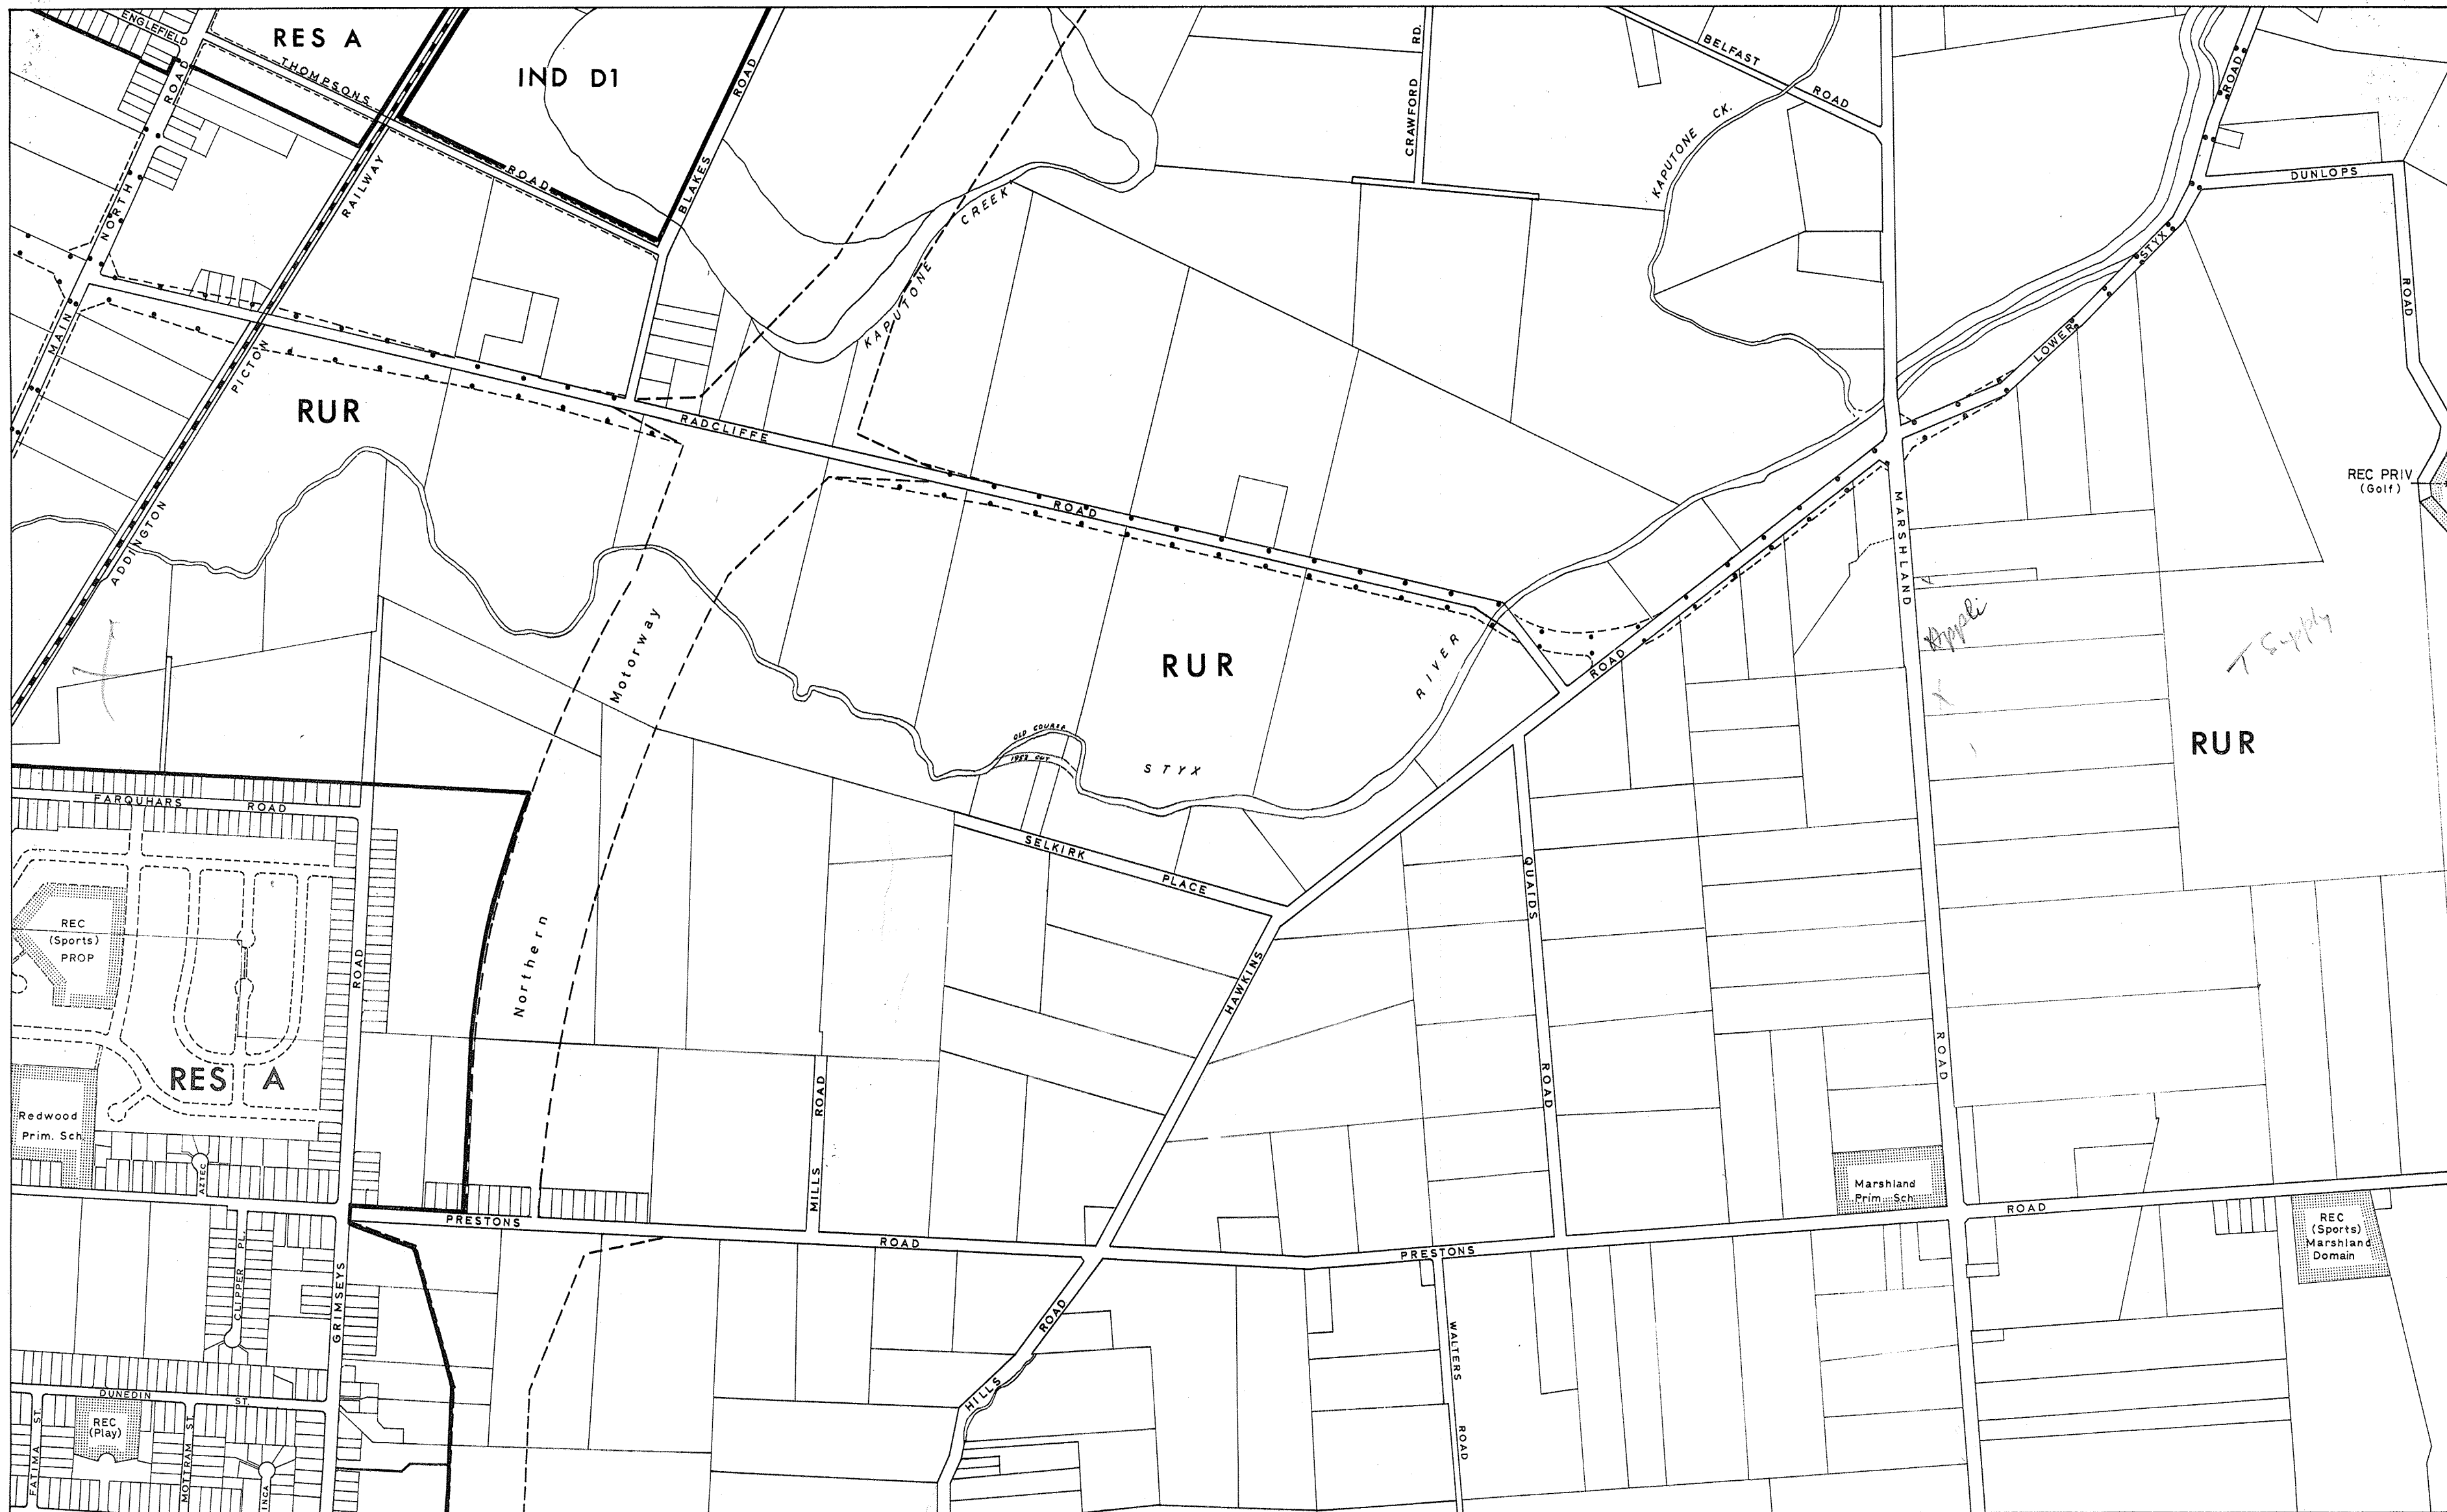 ENGLEFIELD
RES A
THOMPSONS
ROAD
IND D1
BLAKES ROAD
NORTH ROAD
MAIN
RAILWAY
PICTON
ADDINGTON
KAPUTONE CREEK
CRAWFORD RD.
BELFAST ROAD
KAPUTONE CK.
LOWER STYX ROAD
DUNLOPS
ROAD
REC PRIV
(Golf)
RUR
RADCLIFFE
ROAD
MARSHLAND
Appli
T Supply
Motorway
RUR
RIVER
ROAD
RUR
OLD COURSE
1952 CUT
STYX
FARQUHARS ROAD
SELKIRK
PLACE
QUAIDS
REC
(Sports)
PROP
ROAD
Northern
HAWKINS
ROAD
ROAD
RES A
MILLS ROAD
Redwood
Prim. Sch.
AZTEC
Marshland
Prim. Sch.
PRESTONS
ROAD
PRESTONS
ROAD
REC
(Sports)
Marshland
Domain
CLIPPER PL.
GRIMSEYS
HILLS ROAD
WALTERS
ROAD
DUNEDIN ST.
REC
(Play)
FATIMA ST.
MOTTRAM ST.
INCA